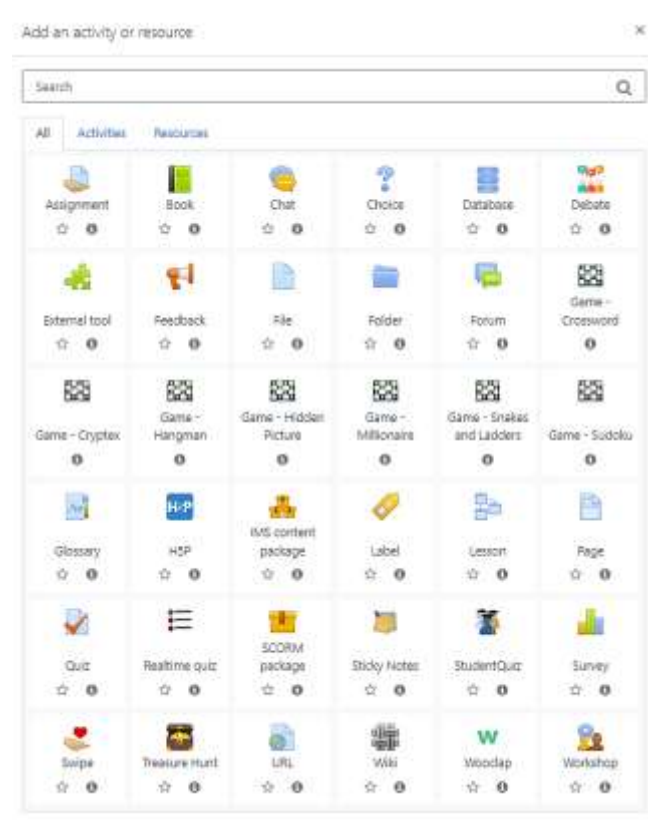 Add an activity or resource
Search
All Activities Resources
Assignment Book Chat Choice Database Debate
External tool Feedback File Folder Forum Game - Crossword
Game - Cryptex Game - Hangman Game - Hidden Picture Game - Millionaire Game - Snakes and Ladders Game - Sudoku
Glossary H5P H5P IMS content package Label Lesson Page
Quiz Realtime quiz SCORM package Sticky Notes StudentQuiz Survey
Swipe Treasure Hunt URL Wiki W Wooclap Workshop